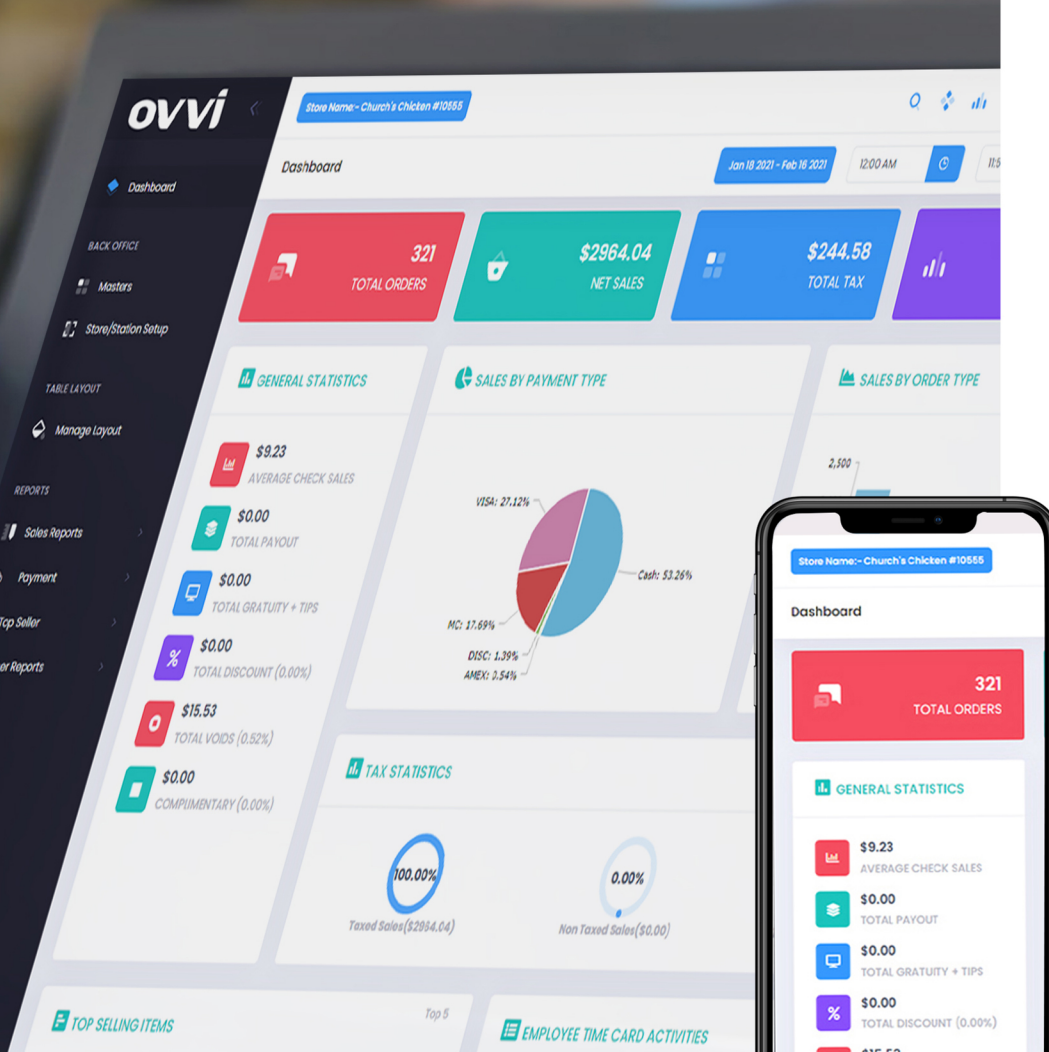 ovvi
Store Name:- Church's Chicken #10555
Dashboard
Dashboard
Jan 18 2021 - Feb 16 2021
12:00 AM
BACK OFFICE
Masters
Store/Station Setup
TABLE LAYOUT
Manage Layout
REPORTS
Sales Reports
Payment
Top Seller
Reports
321
TOTAL ORDERS
$2964.04
NET SALES
$244.58
TOTAL TAX
GENERAL STATISTICS
$9.23
AVERAGE CHECK SALES
$0.00
TOTAL PAYOUT
$0.00
TOTAL GRATUITY + TIPS
$0.00
TOTAL DISCOUNT (0.00%)
$15.53
TOTAL VOIDS (0.52%)
$0.00
COMPLIMENTARY (0.00%)
SALES BY PAYMENT TYPE
VISA: 27.12%
Cash: 53.26%
MC: 17.69%
DISC: 1.39%
AMEX: 0.54%
SALES BY ORDER TYPE
2,500
TAX STATISTICS
100.00%
Taxed Sales($2964.04)
0.00%
Non Taxed Sales($0.00)
TOP SELLING ITEMS
Top 5
EMPLOYEE TIME CARD ACTIVITIES
Store Name:- Church's Chicken #10555
Dashboard
321
TOTAL ORDERS
GENERAL STATISTICS
$9.23
AVERAGE CHECK SALES
$0.00
TOTAL PAYOUT
$0.00
TOTAL GRATUITY + TIPS
$0.00
TOTAL DISCOUNT (0.00%)